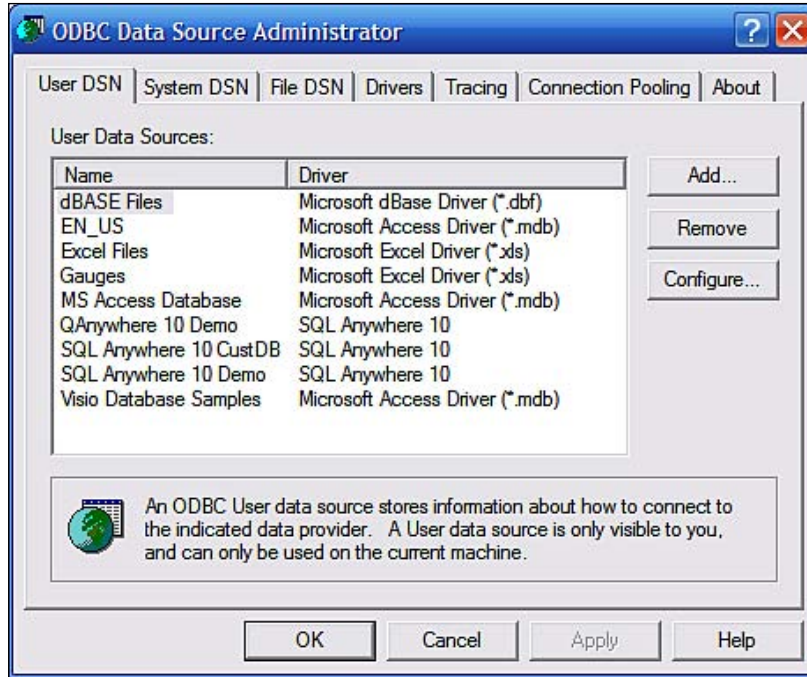 ODBC Data Source Administrator
User DSN System DSN File DSN Drivers Tracing Connection Pooling About
User Data Sources:
Name Driver
dBASE Files Microsoft dBase Driver (*.dbf)
EN_US Microsoft Access Driver (*.mdb)
Excel Files Microsoft Excel Driver (*.xls)
Gauges Microsoft Excel Driver (*.xls)
MS Access Database Microsoft Access Driver (*.mdb)
QAnywhere 10 Demo SQL Anywhere 10
SQL Anywhere 10 CustDB SQL Anywhere 10
SQL Anywhere 10 Demo SQL Anywhere 10
Visio Database Samples Microsoft Access Driver (*.mdb)
Add...
Remove
Configure...
An ODBC User data source stores information about how to connect to
the indicated data provider. A User data source is only visible to you,
and can only be used on the current machine.
OK Cancel Apply Help